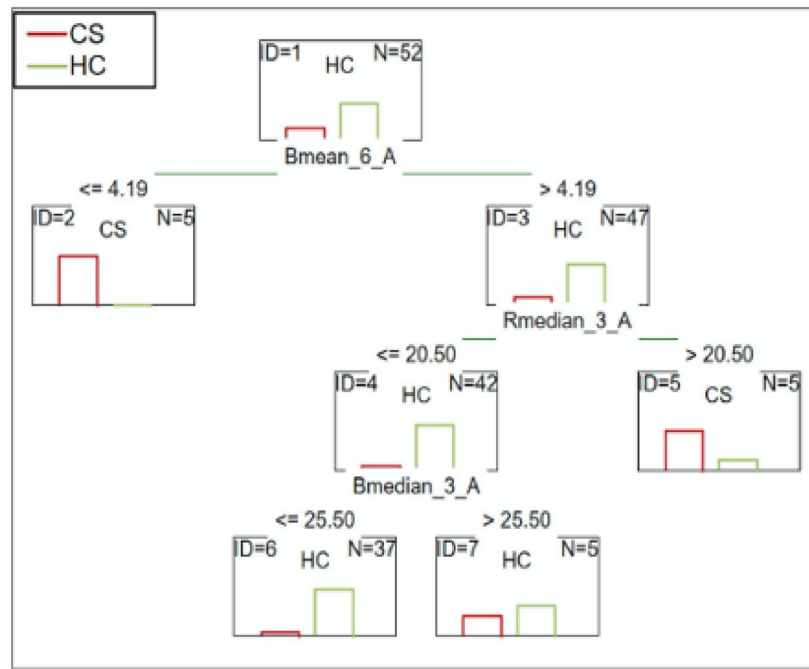 CS
HC
ID=1 N=52
HC
Bmean_6_A
<= 4.19 > 4.19
ID=2 N=5
CS
ID=3 N=47
HC
Rmedian_3_A
<= 20.50 > 20.50
ID=4 N=42
HC
ID=5 N=5
CS
Bmedian_3_A
<= 25.50 > 25.50
ID=6 N=37
HC
ID=7 N=5
HC